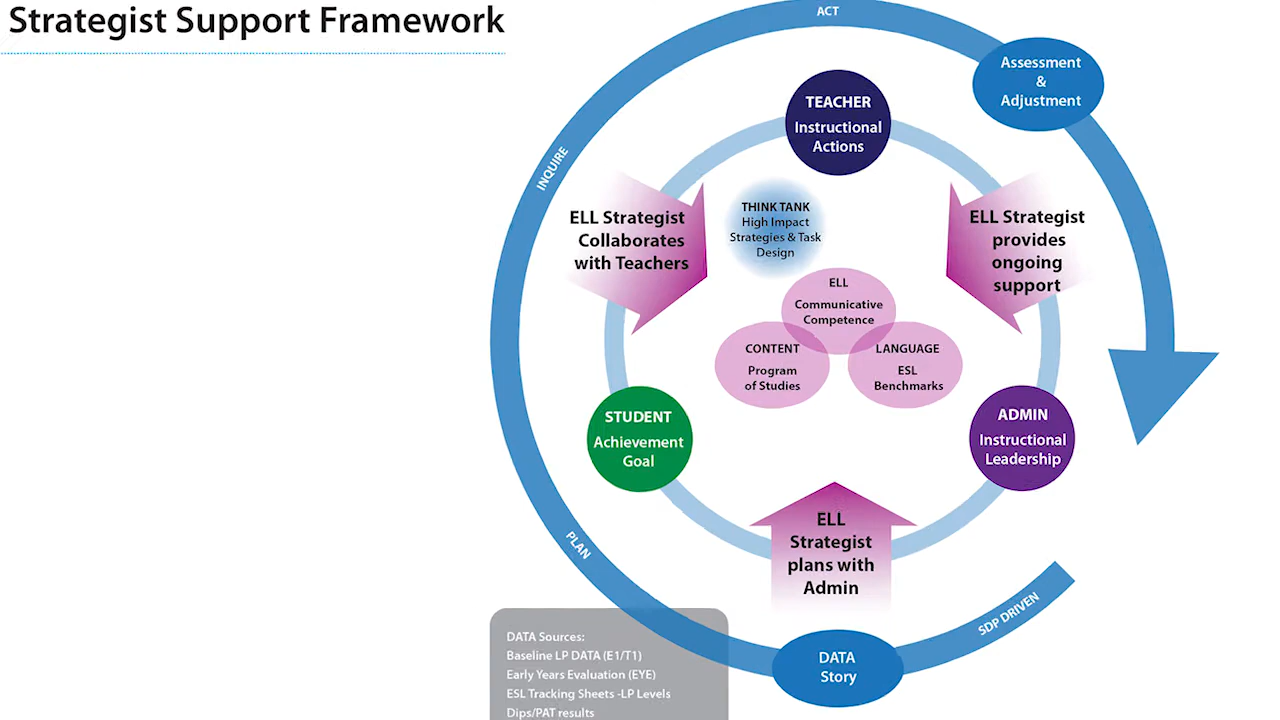 Strategist Support Framework
ACT
Assessment
&
Adjustment
TEACHER
Instructional
Actions
INQUIRE
THINK TANK
High Impact
Strategies & Task
Design
ELL Strategist
Collaborates
with Teachers
ELL Strategist
provides
ongoing
support
ELL
Communicative
Competence
CONTENT
Program
of Studies
LANGUAGE
ESL
Benchmarks
STUDENT
Achievement
Goal
ADMIN
Instructional
Leadership
ELL
Strategist
plans with
Admin
PLAN
SDP DRIVEN
DATA
Story
DATA Sources:
Baseline LP DATA (E1/T1)
Early Years Evaluation (EYE)
ESL Tracking Sheets -LP Levels
Dips/PAT results